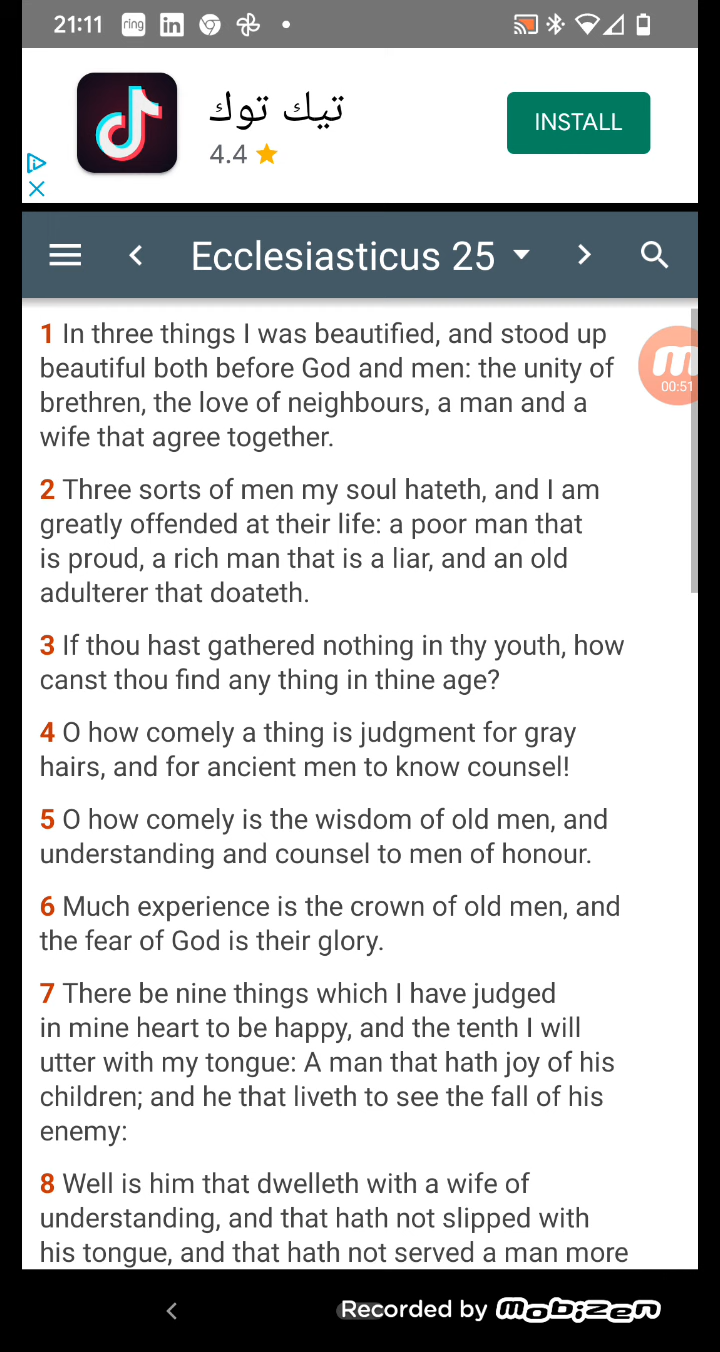 21:11 ring in
تيك توك
4.4
INSTALL
Ecclesiasticus 25
1 In three things I was beautified, and stood up
beautiful both before God and men: the unity of
brethren, the love of neighbours, a man and a
wife that agree together.
m
00:51
2 Three sorts of men my soul hateth, and I am
greatly offended at their life: a poor man that
is proud, a rich man that is a liar, and an old
adulterer that doateth.
3 If thou hast gathered nothing in thy youth, how
canst thou find any thing in thine age?
4 O how comely a thing is judgment for gray
hairs, and for ancient men to know counsel!
5 O how comely is the wisdom of old men, and
understanding and counsel to men of honour.
6 Much experience is the crown of old men, and
the fear of God is their glory.
7 There be nine things which I have judged
in mine heart to be happy, and the tenth I will
utter with my tongue: A man that hath joy of his
children; and he that liveth to see the fall of his
enemy:
8 Well is him that dwelleth with a wife of
understanding, and that hath not slipped with
his tongue, and that hath not served a man more
Recorded by mobizen